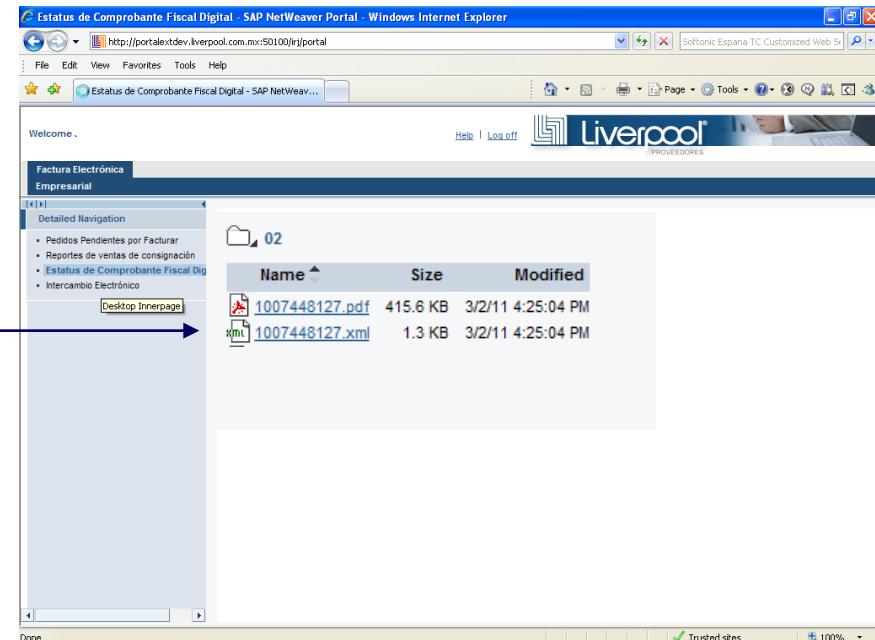 Estatus de Comprobante Fiscal Digital - SAP NetWeaver Portal - Windows Internet Explorer
http://portalextdev.liverpool.com.mx:50100/irj/portal
Softonic Espana TC Customized Web Se
File Edit View Favorites Tools Help
Estatus de Comprobante Fiscal Digital - SAP NetWeav...
Page Tools
Welcome .
Help | Log off
Liverpool
PROVEEDORES
Factura Electrónica
Empresarial
Detailed Navigation
Pedidos Pendientes por Facturar
Reportes de ventas de consignación
Estatus de Comprobante Fiscal Dig
Intercambio Electrónico
Desktop Innerpage
02
Name Size Modified
1007448127.pdf 415.6 KB 3/2/11 4:25:04 PM
xml 1007448127.xml 1.3 KB 3/2/11 4:25:04 PM
Done Trusted sites 100%